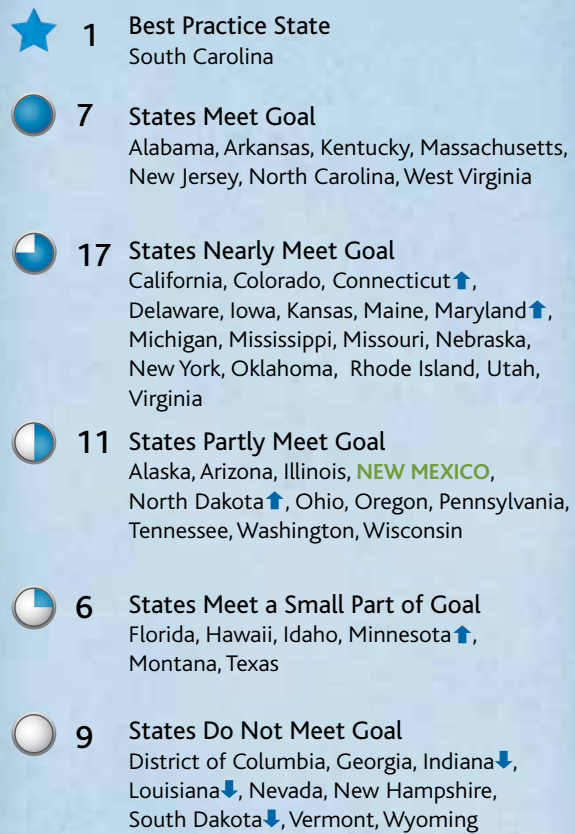 1 Best Practice State
South Carolina
7 States Meet Goal
Alabama, Arkansas, Kentucky, Massachusetts,
New Jersey, North Carolina, West Virginia
17 States Nearly Meet Goal
California, Colorado, Connecticut⬆,
Delaware, Iowa, Kansas, Maine, Maryland⬆,
Michigan, Mississippi, Missouri, Nebraska,
New York, Oklahoma, Rhode Island, Utah,
Virginia
11 States Partly Meet Goal
Alaska, Arizona, Illinois, NEW MEXICO,
North Dakota⬆, Ohio, Oregon, Pennsylvania,
Tennessee, Washington, Wisconsin
6 States Meet a Small Part of Goal
Florida, Hawaii, Idaho, Minnesota⬆,
Montana, Texas
9 States Do Not Meet Goal
District of Columbia, Georgia, Indiana⬇,
Louisiana⬇, Nevada, New Hampshire,
South Dakota⬇, Vermont, Wyoming